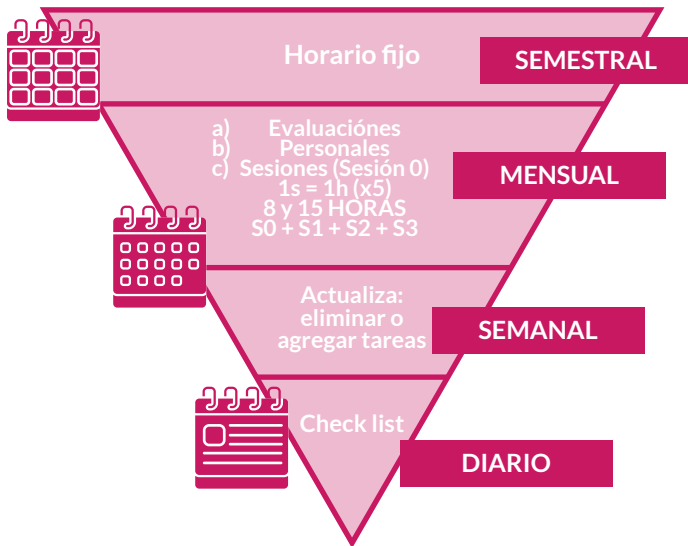 Horario fijo
SEMESTRAL
a) Evaluaciónes
b) Personales
c) Sesiones (Sesión 0)
1s = 1h (x5)
8 y 15 HORAS
S0 + S1 + S2 + S3
MENSUAL
Actualiza:
eliminar o
agregar tareas
SEMANAL
Check list
DIARIO